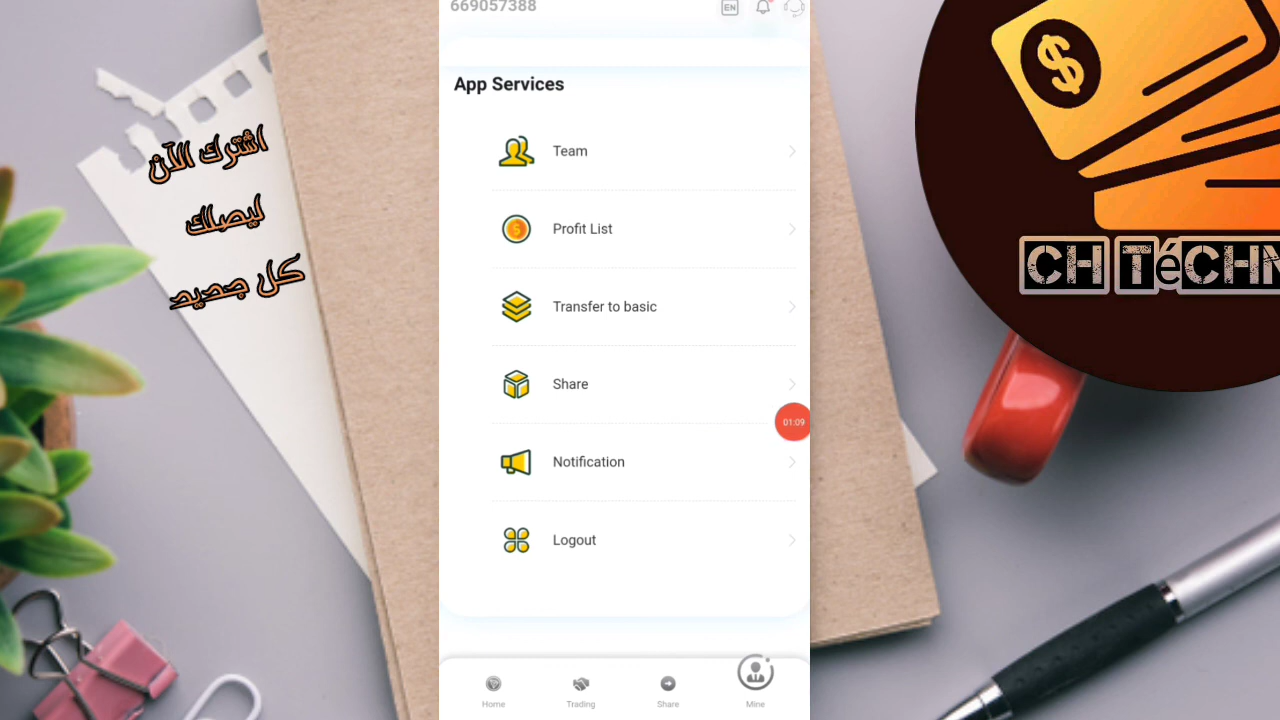 669057388
EN
App Services
Team
Profit List
Transfer to basic
Share
Notification
Logout
01:09
Home
Trading
Share
Mine
اشترك الآن
ليصلك
كل جديد
$
CH TéCHN